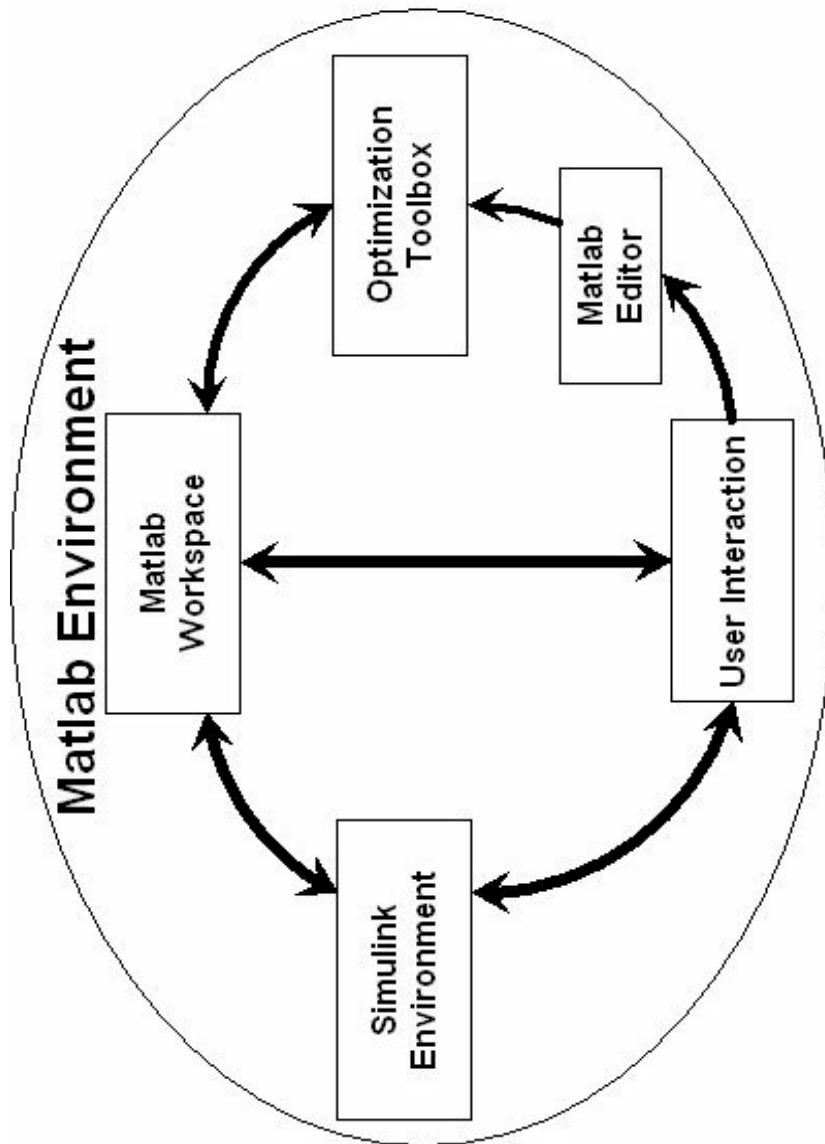 Matlab Environment
Matlab
Workspace
Simulink
Environment
Optimization
Toolbox
Matlab
Editor
User Interaction